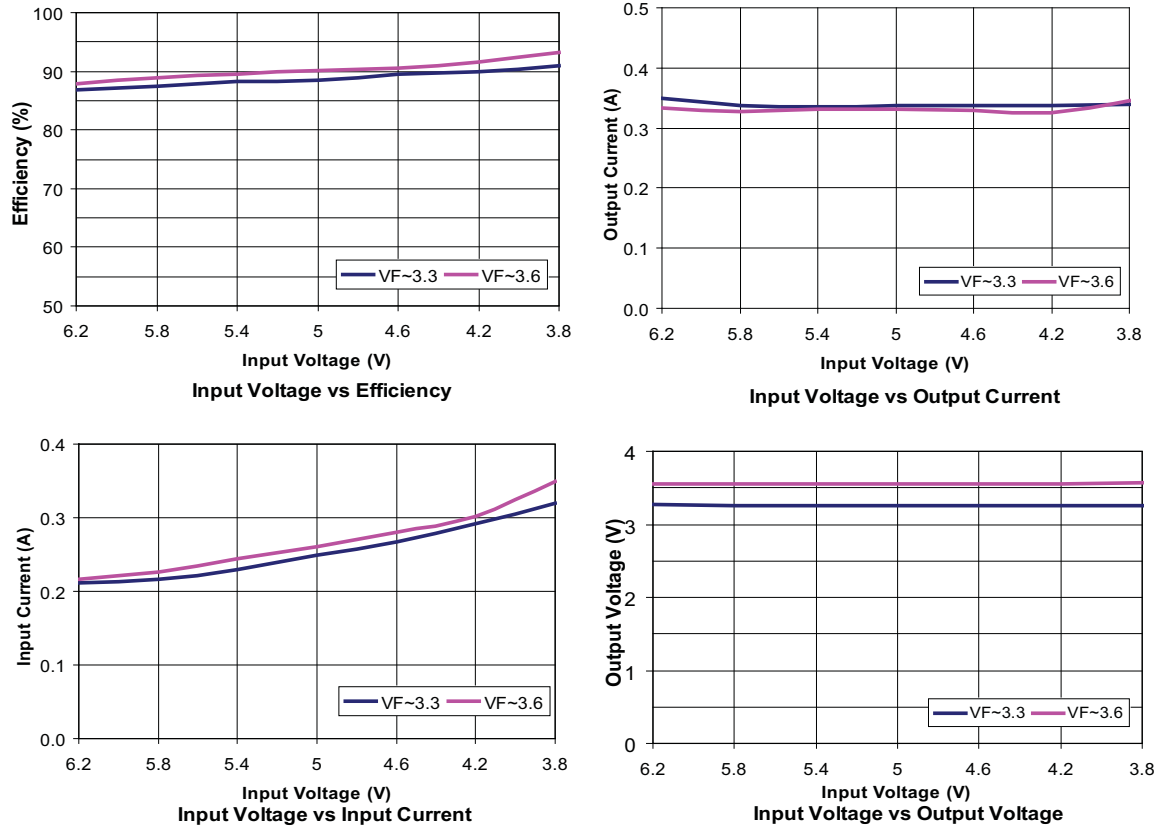 Efficiency (%)
100
90
80
70
60
50
VF~3.3 VF~3.6
6.2 5.8 5.4 5 4.6 4.2 3.8
Input Voltage (V)
Input Voltage vs Efficiency
Output Current (A)
0.5
0.4
0.3
0.2
0.1
0.0
VF~3.3 VF~3.6
6.2 5.8 5.4 5 4.6 4.2 3.8
Input Voltage (V)
Input Voltage vs Output Current
Input Current (A)
0.4
0.3
0.2
0.1
0.0
VF~3.3 VF~3.6
6.2 5.8 5.4 5 4.6 4.2 3.8
Input Voltage (V)
Input Voltage vs Input Current
Output Voltage (V)
4
3
2
1
0
VF~3.3 VF~3.6
6.2 5.8 5.4 5 4.6 4.2 3.8
Input Voltage (V)
Input Voltage vs Output Voltage